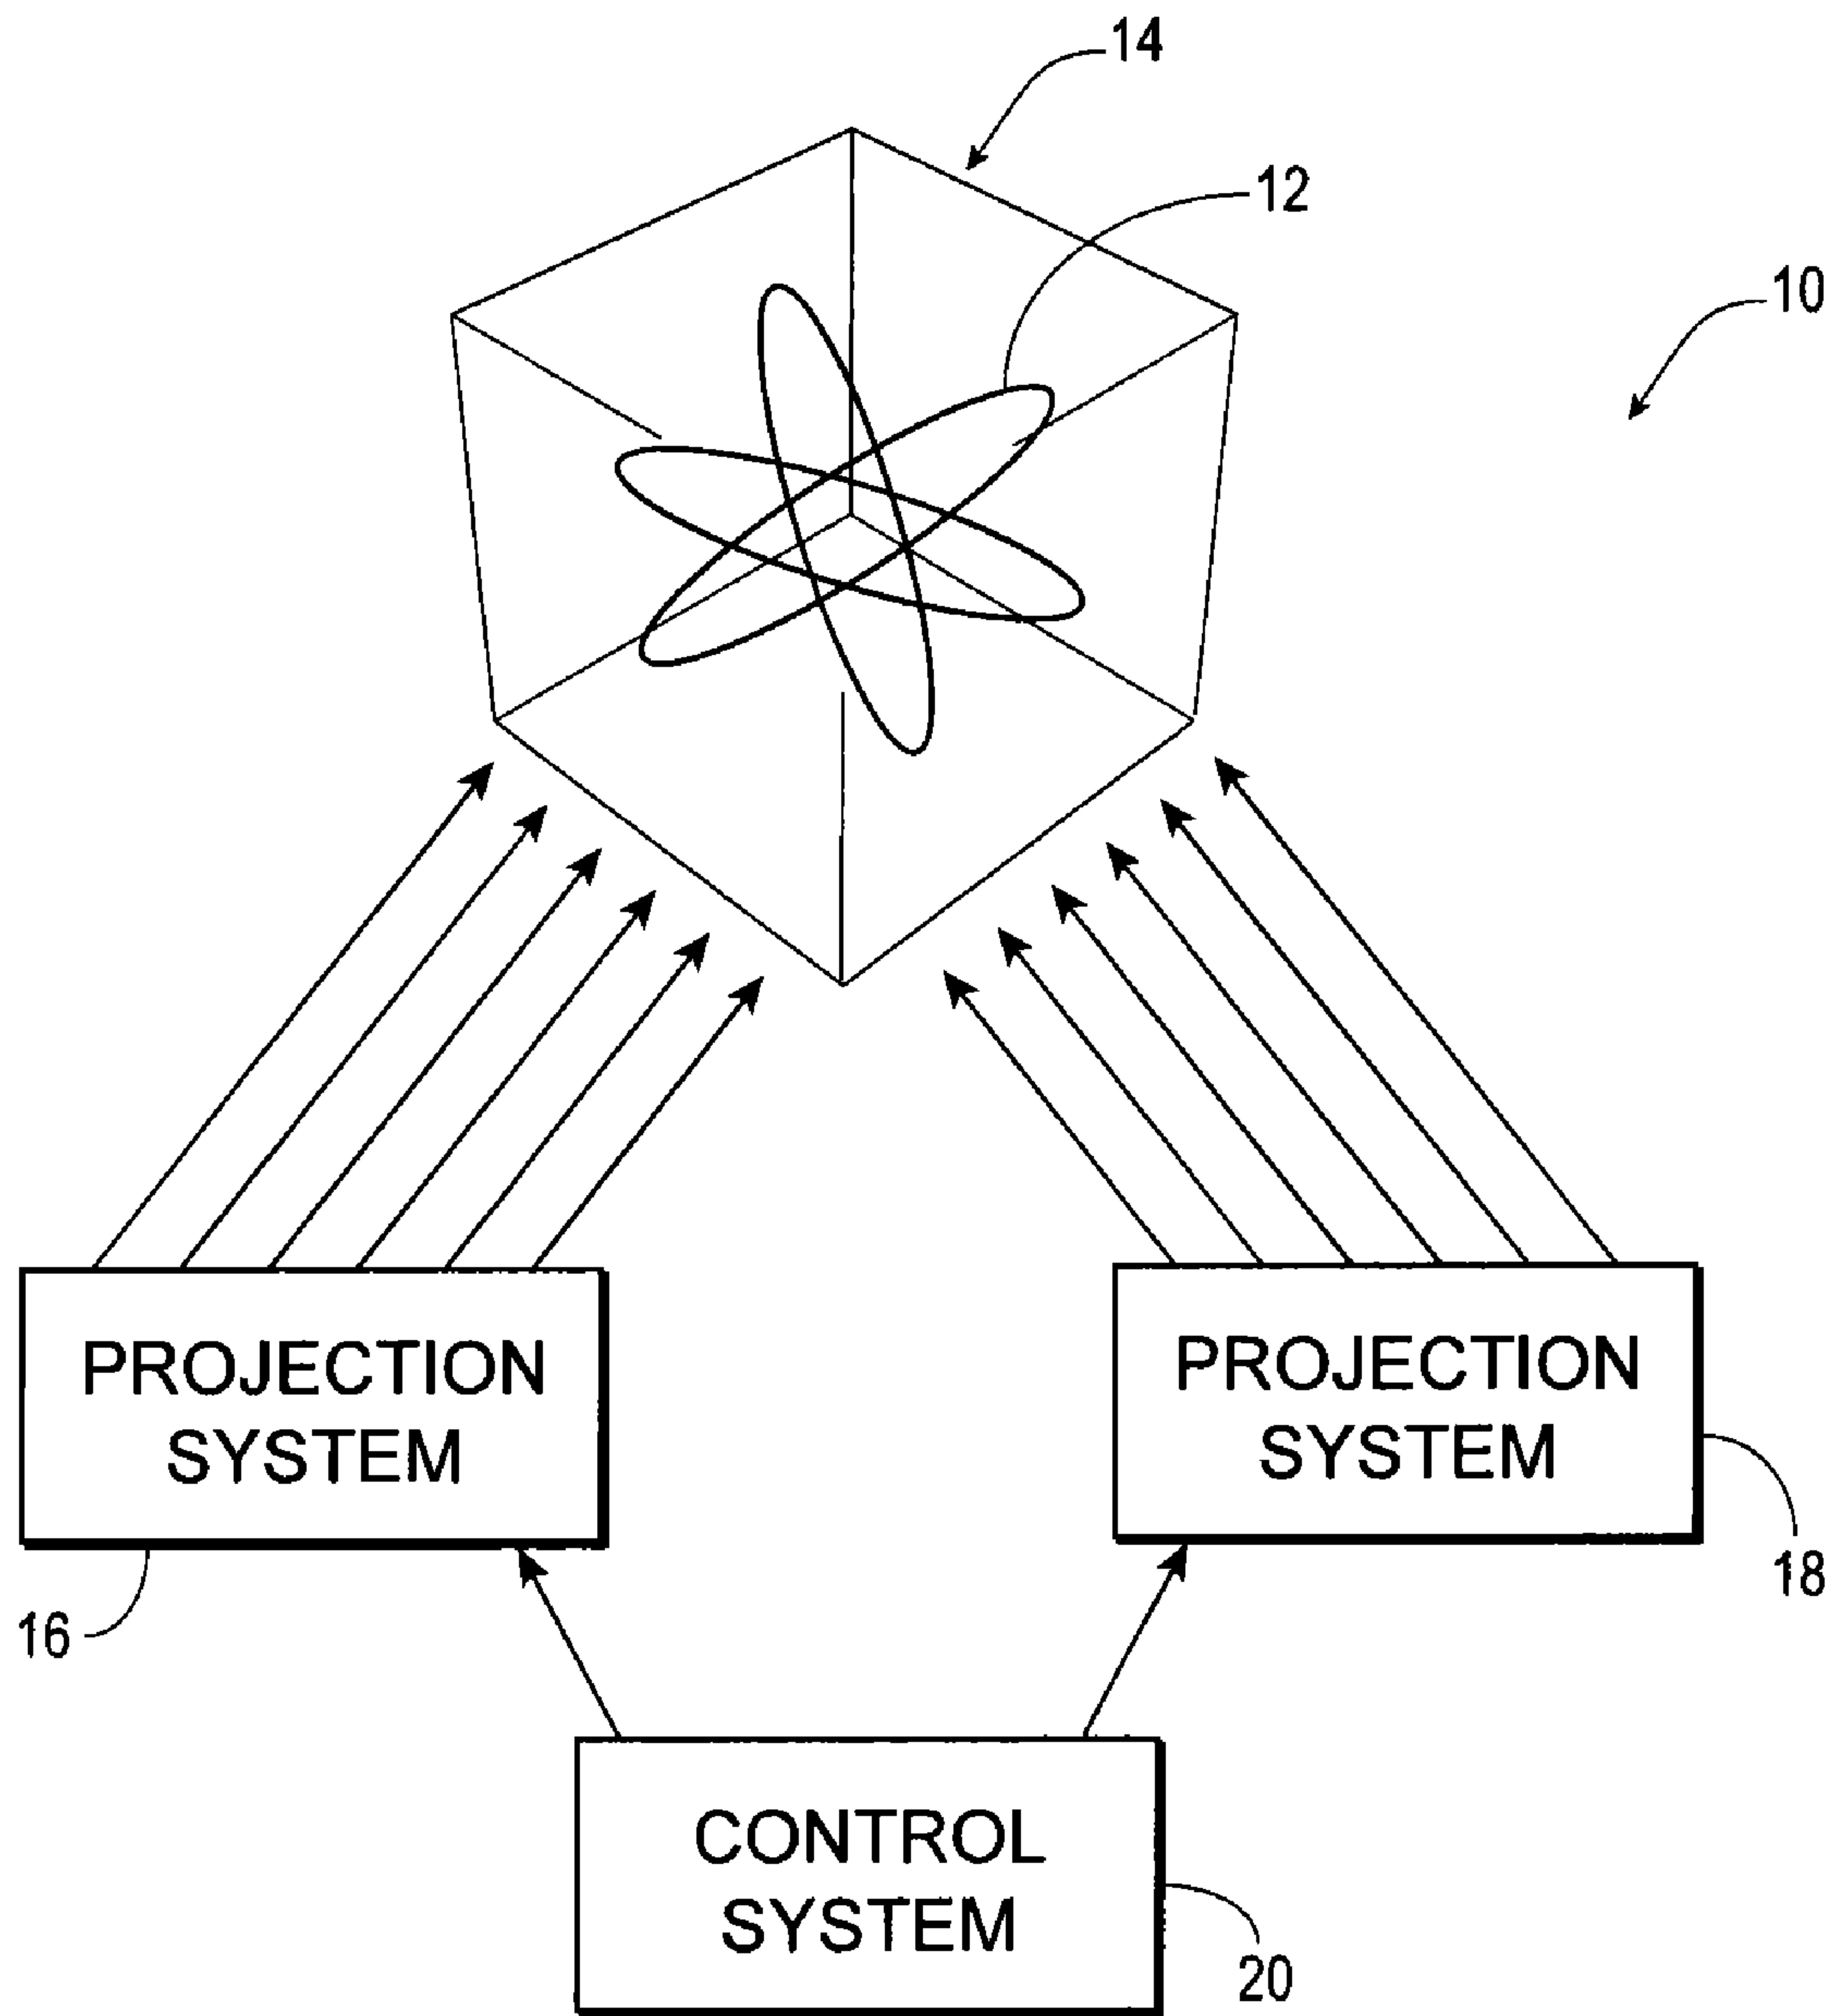 14
12
10
PROJECTION
SYSTEM
PROJECTION
SYSTEM
16
18
CONTROL
SYSTEM
20